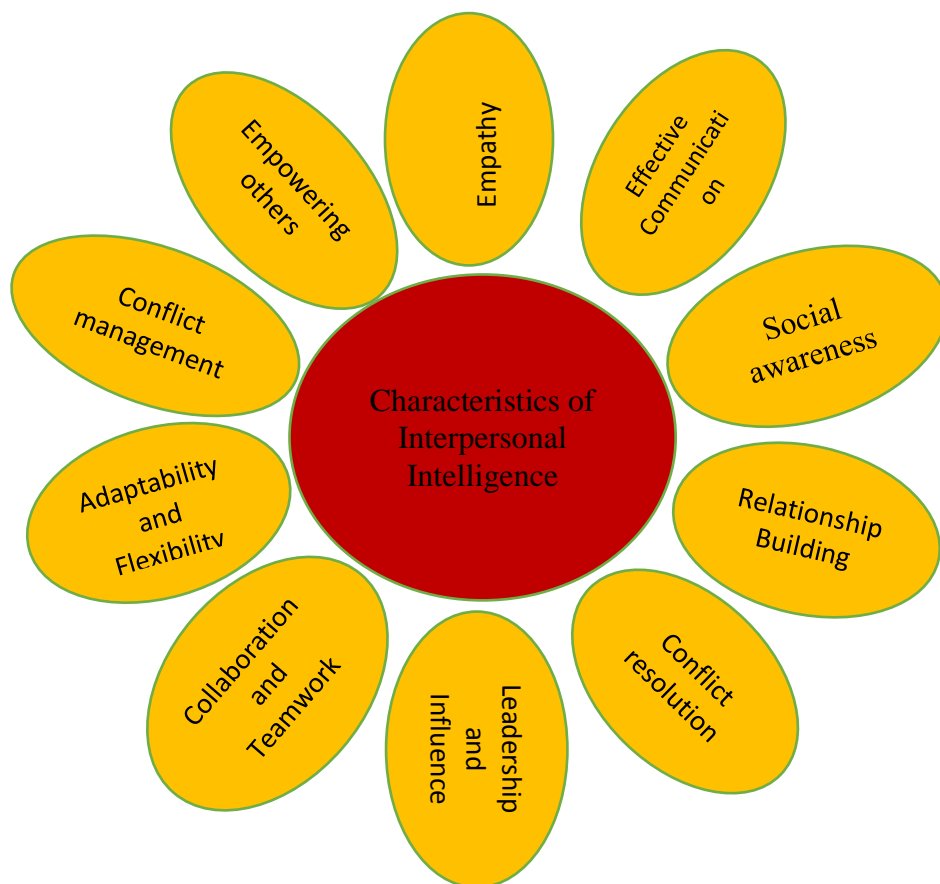 Characteristics of
Interpersonal
Intelligence
Empathy
Effective
Communicati
on
Social
awareness
Relationship
Building
Conflict
resolution
Leadership
and
Influence
Collaboration
and
Teamwork
Adaptability
and
Flexibility
Conflict
management
Empowering
others